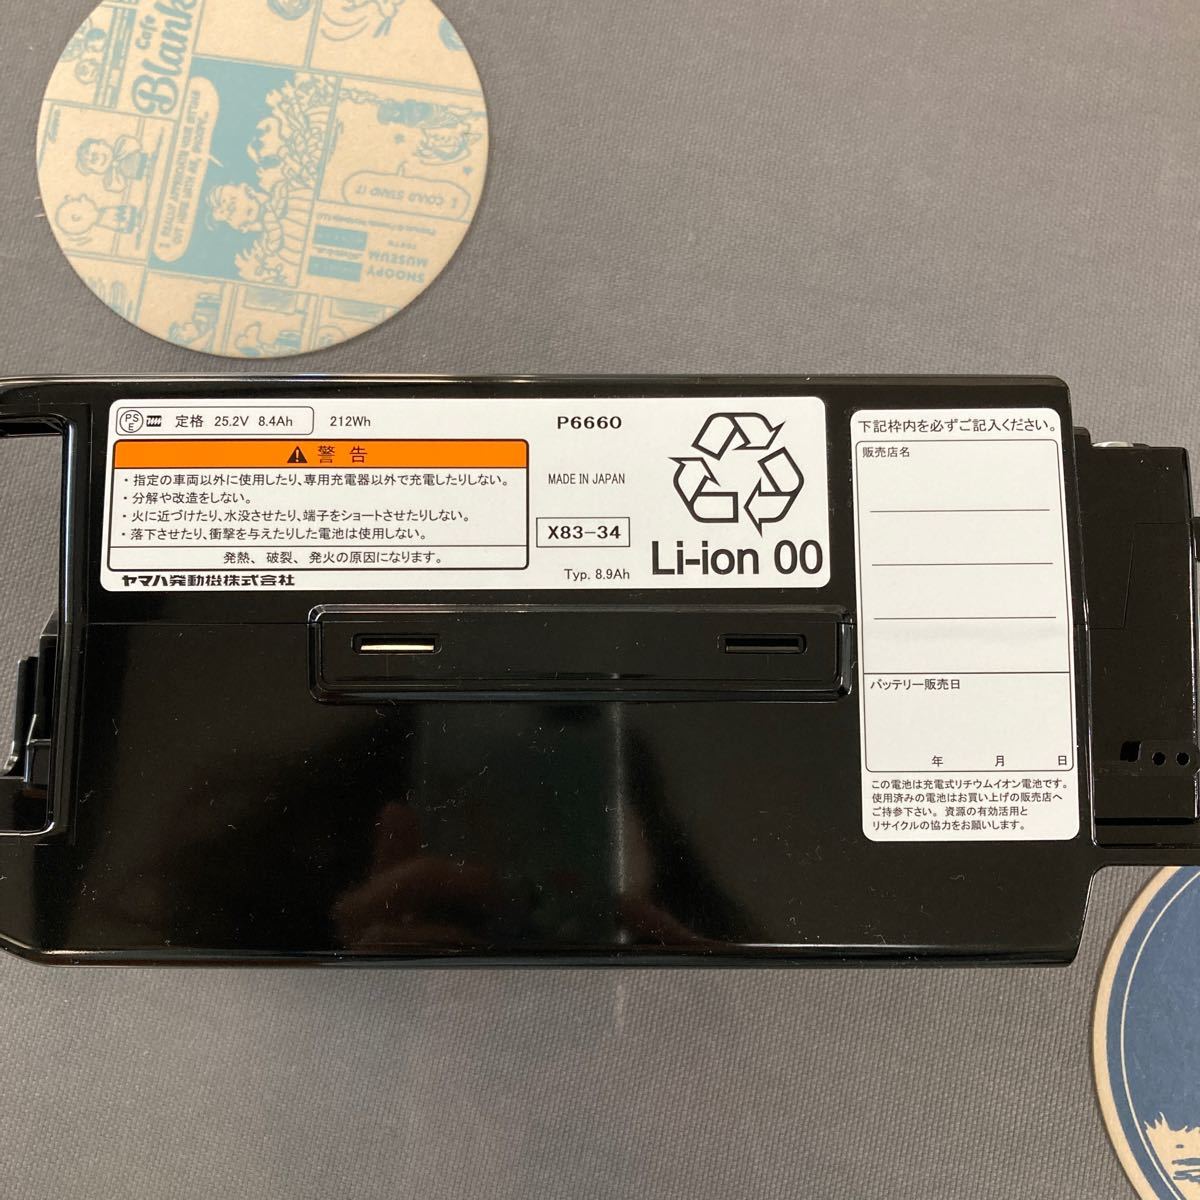 Cafe
Blanket
I REALLY APPRECIATE YOUR SITTING
OUT HERE WITH ME, SNOOPY...
I COULD STAND IT
SNOOPY
MUSEUM
TOKYO
PS
E
定格 25.2V 8.4Ah
212Wh
警告
・指定の車両以外に使用したり、専用充電器以外で充電したりしない。
・分解や改造をしない。
・火に近づけたり、水没させたり、端子をショートさせたりしない。
・落下させたり、衝撃を与えたりした電池は使用しない。
発熱、破裂、発火の原因になります。
ヤマハ発動機株式会社
P6660
MADE IN JAPAN
X83-34
Typ. 8.9Ah
Li-ion 00
下記枠内を必ずご記入ください。
販売店名
バッテリー販売日
年 月 日
この電池は充電式リチウムイオン電池です。
使用済みの電池はお買い上げの販売店へ
ご持参下さい。資源の有効活用と
リサイクルの協力をお願いします。